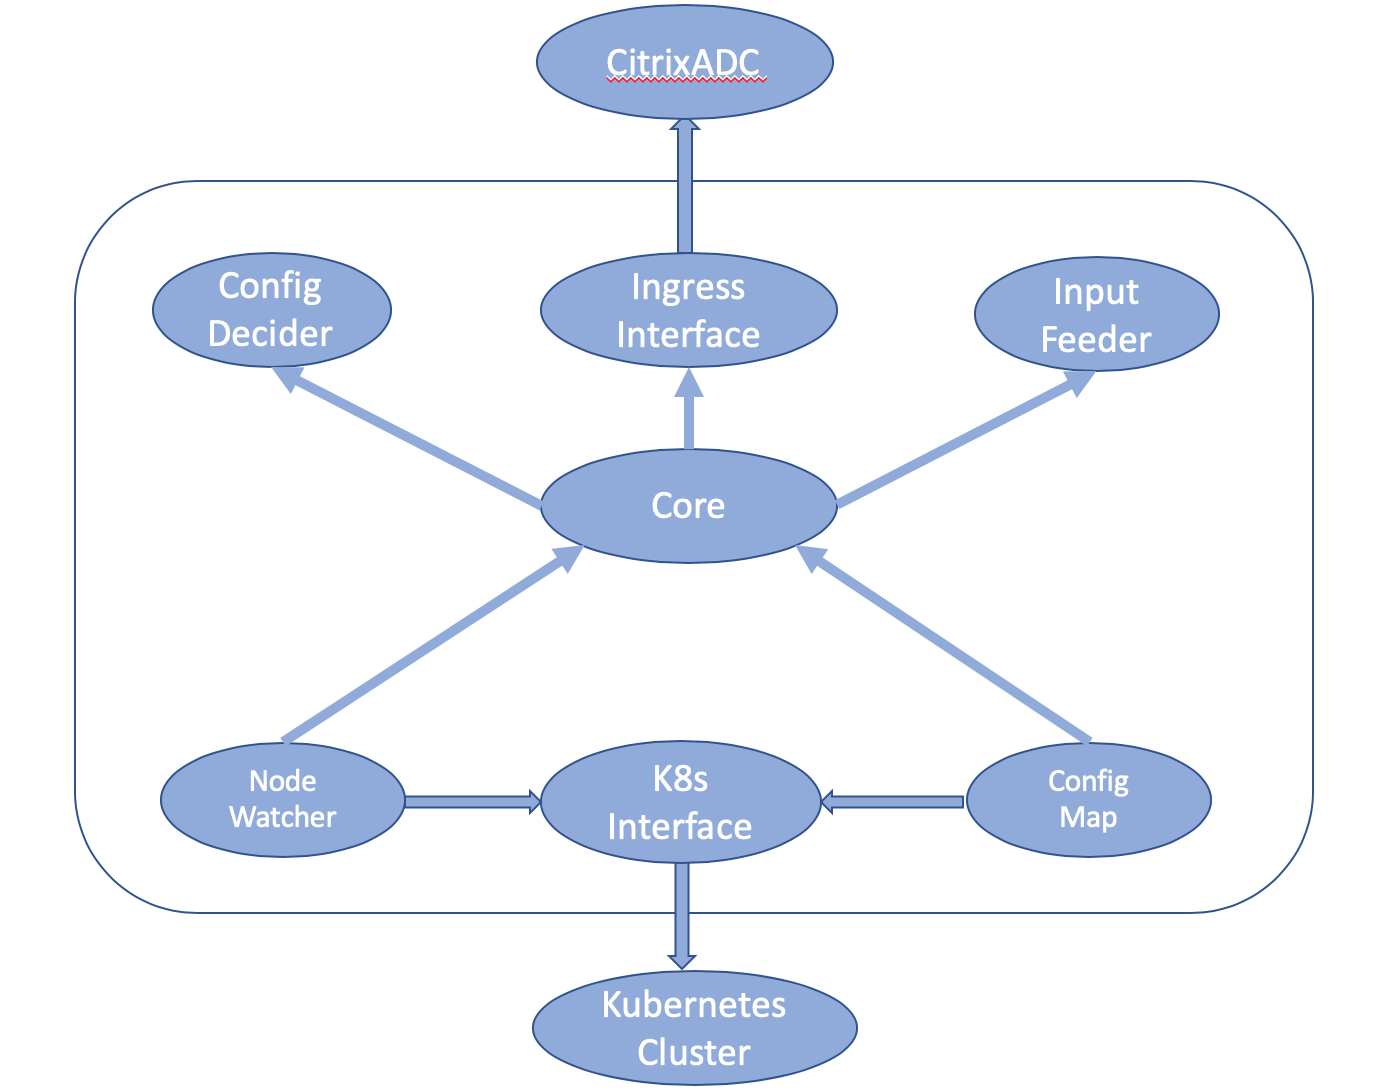 CitrixADC
Config
Decider
Ingress
Interface
Input
Feeder
Core
Node
Watcher
K8s
Interface
Config
Map
Kubernetes
Cluster